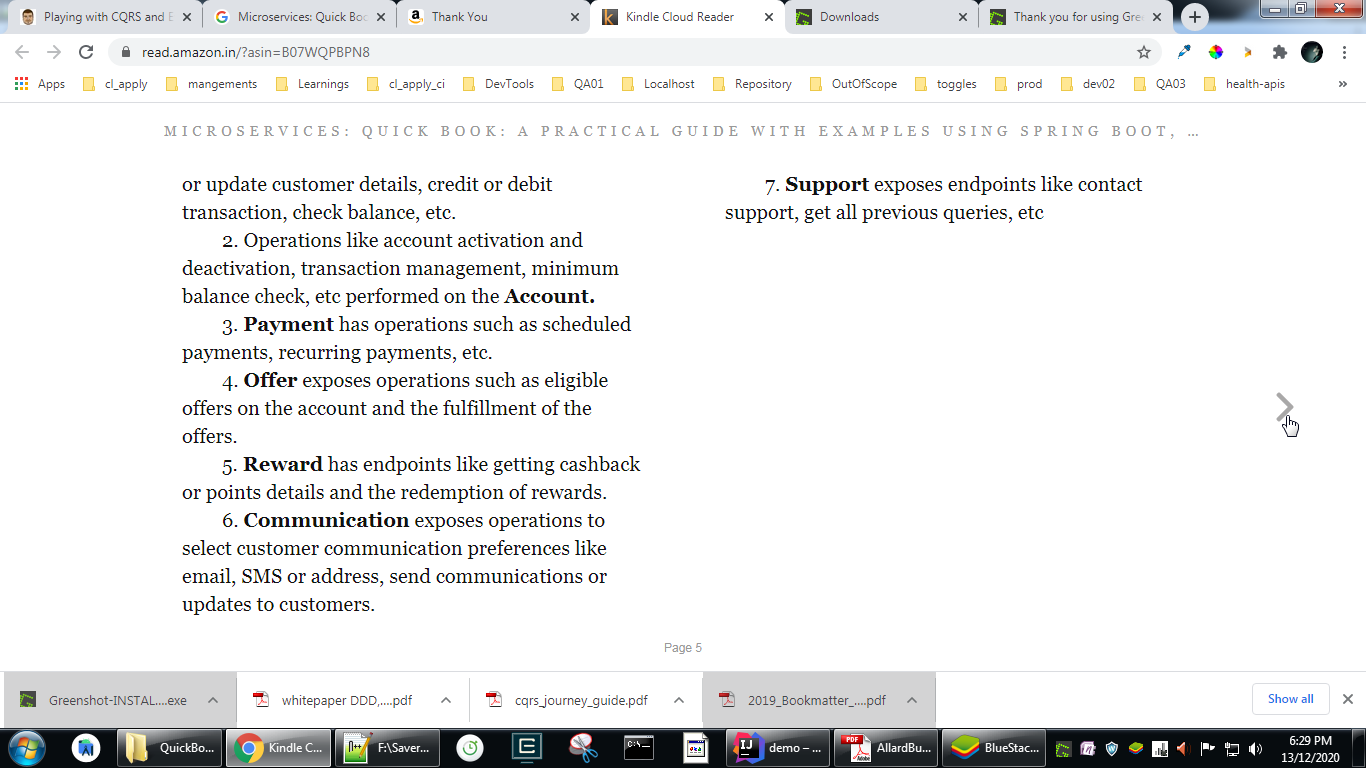 Playing with CQRS and E
Microservices: Quick Boo
Thank You
Kindle Cloud Reader
Downloads
Thank you for using Gre
read.amazon.in/?asin=B07WQPBPN8
Apps
cl_apply
mangements
Learnings
cl_apply_ci
DevTools
QA01
Localhost
Repository
OutOfScope
toggles
prod
dev02
QA03
health-apis
»
MICROSERVICES: QUICK BOOK: A PRACTICAL GUIDE WITH EXAMPLES USING SPRING BOOT, …
or update customer details, credit or debit
transaction, check balance, etc.
2. Operations like account activation and
deactivation, transaction management, minimum
balance check, etc performed on the Account.
3. Payment has operations such as scheduled
payments, recurring payments, etc.
4. Offer exposes operations such as eligible
offers on the account and the fulfillment of the
offers.
5. Reward has endpoints like getting cashback
or points details and the redemption of rewards.
6. Communication exposes operations to
select customer communication preferences like
email, SMS or address, send communications or
updates to customers.
7. Support exposes endpoints like contact
support, get all previous queries, etc
Page 5
Greenshot-INSTAL....exe
whitepaper DDD,....pdf
cqrs_journey_guide.pdf
2019_Bookmatter_....pdf
Show all
QuickBo...
Kindle C...
F:\Saver...
demo – ...
AllardBu...
BlueStac...
6:29 PM
13/12/2020